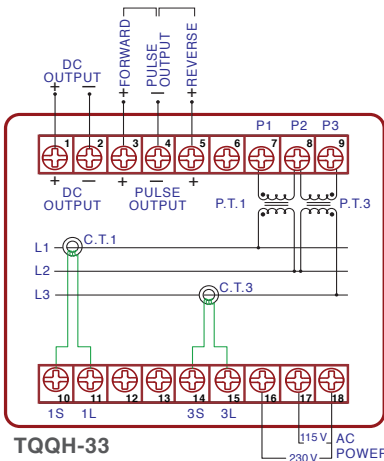 DC
OUTPUT
+ −
+FORWARD
PULSE
− OUTPUT
+REVERSE
1 2 3 4 5 6 7 8 9
P1 P2 P3
+ − + − +
DC
OUTPUT
PULSE
OUTPUT
P.T.1 P.T.3
L1
C.T.1
L2
L3
C.T.3
10 11 12 13 14 15 16 17 18
1S 1L 3S 3L
TQQH-33
115 V
AC
POWER
230 V